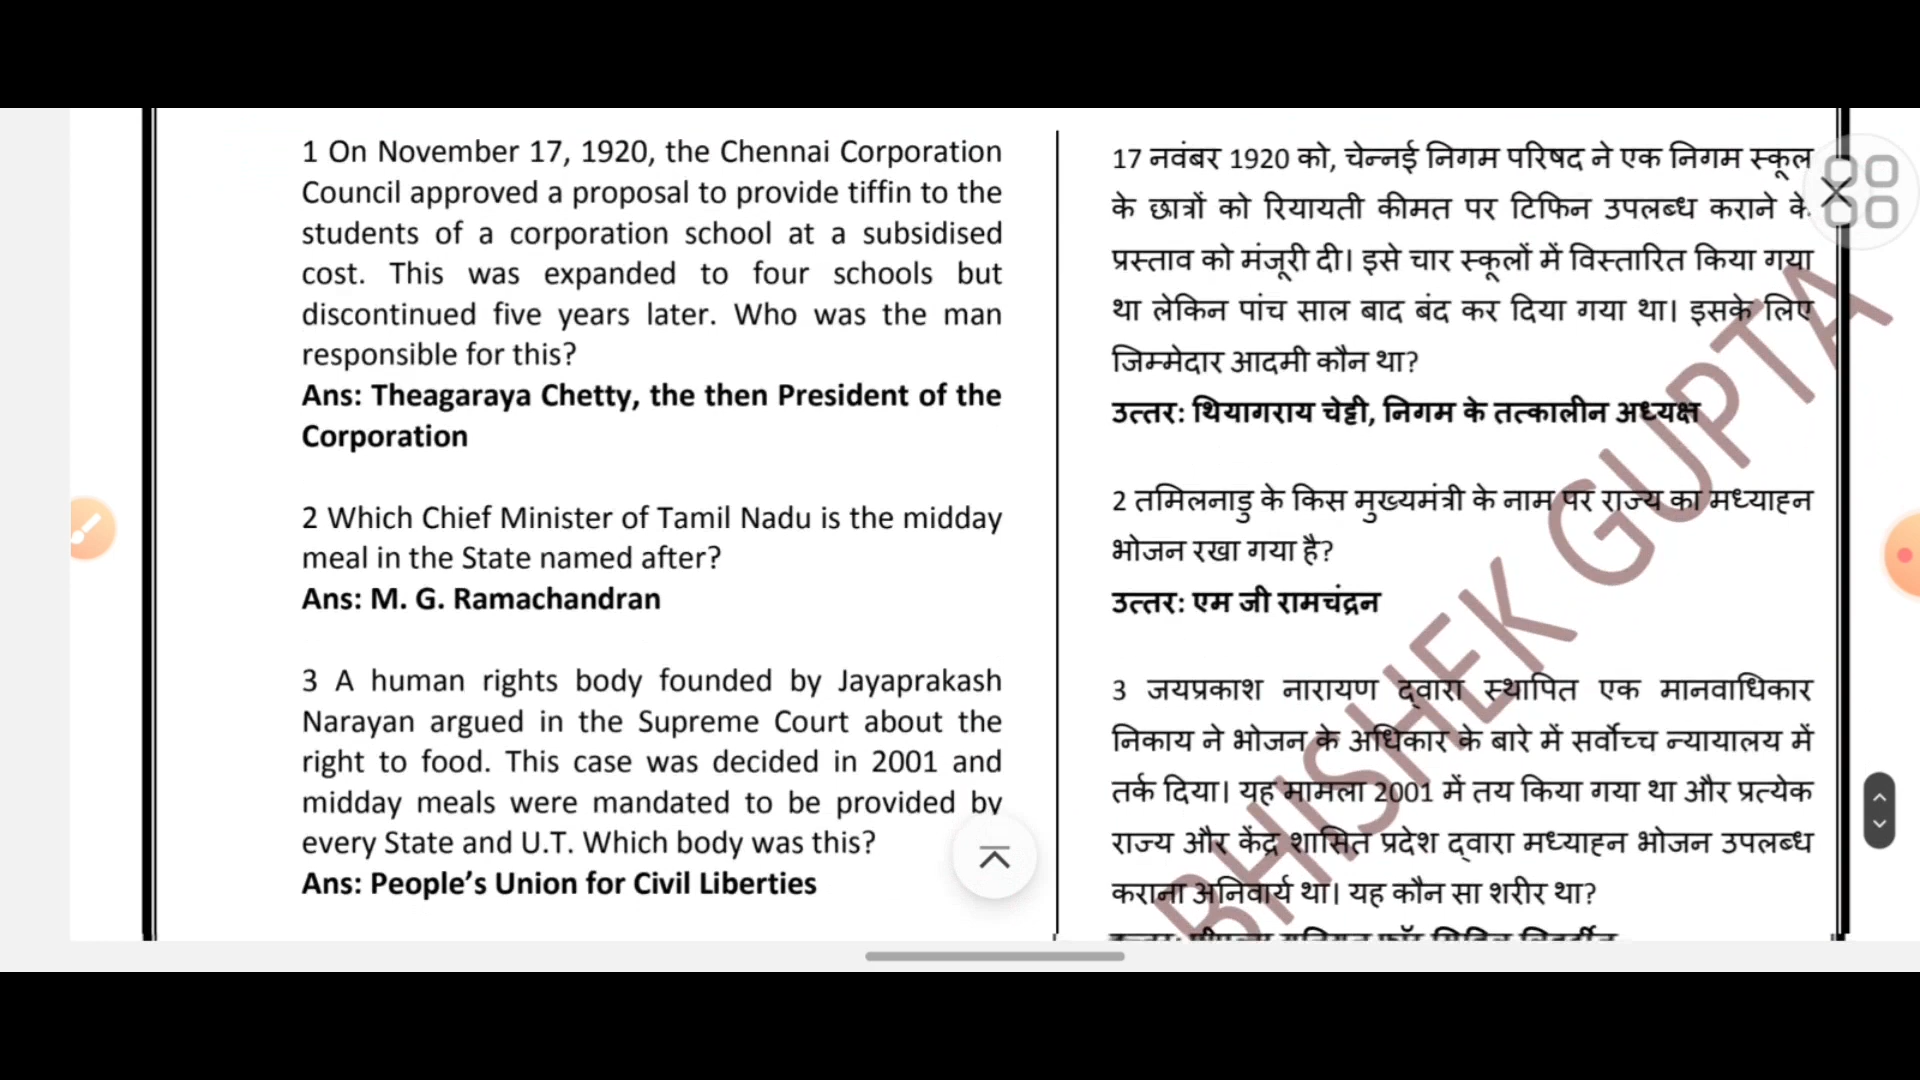 1 On November 17, 1920, the Chennai Corporation
Council approved a proposal to provide tiffin to the
students of a corporation school at a subsidised
cost. This was expanded to four schools but
discontinued five years later. Who was the man
responsible for this?
Ans: Theagaraya Chetty, the then President of the
Corporation
2 Which Chief Minister of Tamil Nadu is the midday
meal in the State named after?
Ans: M. G. Ramachandran
3 A human rights body founded by Jayaprakash
Narayan argued in the Supreme Court about the
right to food. This case was decided in 2001 and
midday meals were mandated to be provided by
every State and U.T. Which body was this?
Ans: People’s Union for Civil Liberties
17 नवंबर 1920 को, चेन्नई निगम परिषद ने एक निगम स्कूल
के छात्रों को रियायती कीमत पर टिफिन उपलब्ध कराने के
प्रस्ताव को मंजूरी दी। इसे चार स्कूलों में विस्तारित किया गया
था लेकिन पांच साल बाद बंद कर दिया गया था। इसके लिए
जिम्मेदार आदमी कौन था?
उत्तर: थियागराय चेट्टी, निगम के तत्कालीन अध्यक्ष
2 तमिलनाडु के किस मुख्यमंत्री के नाम पर राज्य का मध्याहन
भोजन रखा गया है?
उत्तर: एम जी रामचंद्रन
3 जयप्रकाश नारायण द्वारा स्थापित एक मानवाधिकार
निकाय ने भोजन के अधिकार के बारे में सर्वोच्च न्यायालय में
तर्क दिया। यह मामला 2001 में तय किया गया था और प्रत्येक
राज्य और केंद्र शासित प्रदेश द्वारा मध्याहन भोजन उपलब्ध
कराना अनिवार्य था। यह कौन सा शरीर था?
BHISHEK GUPTA